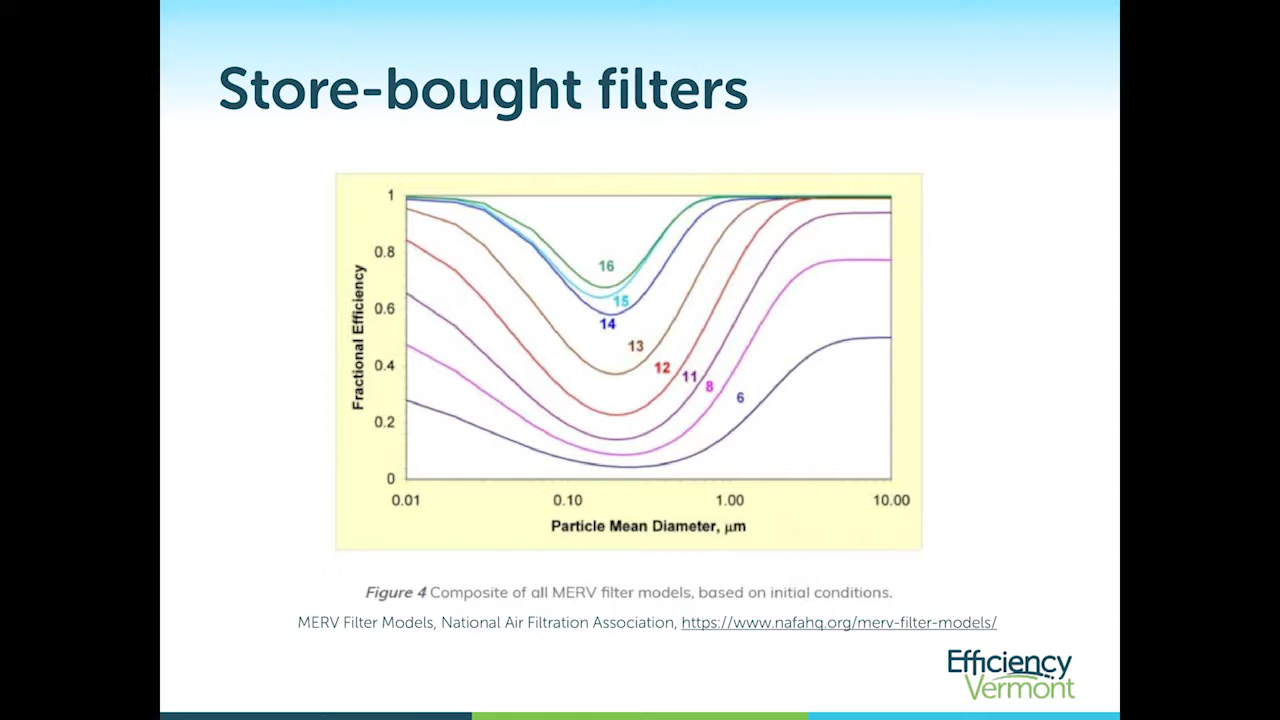 Store-bought filters
1
0.8
0.6
0.4
0.2
0
Fractional Efficiency
16
15
14
13
12
11
8
6
0.01
0.10
1.00
10.00
Particle Mean Diameter, μm
Figure 4 Composite of all MERV filter models, based on initial conditions.
MERV Filter Models, National Air Filtration Association, https://www.nafahq.org/merv-filter-models/
Efficiency
Vermont